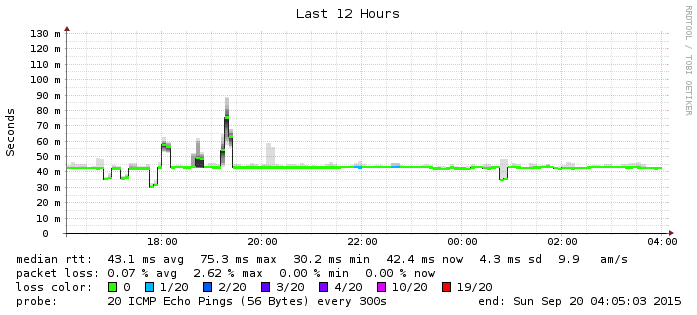 Last 12 Hours
RRDTOOL / TOBI OETIKER
Seconds
130 m
120 m
110 m
100 m
90 m
80 m
70 m
60 m
50 m
40 m
30 m
20 m
10 m
0
18:00 20:00 22:00 00:00 02:00 04:00
median rtt: 43.1 ms avg 75.3 ms max 30.2 ms min 42.4 ms now 4.3 ms sd 9.9 am/s
packet loss: 0.07 % avg 2.62 % max 0.00 % min 0.00 % now
loss color: 0 1/20 2/20 3/20 4/20 10/20 19/20
probe: 20 ICMP Echo Pings (56 Bytes) every 300s end: Sun Sep 20 04:05:03 2015